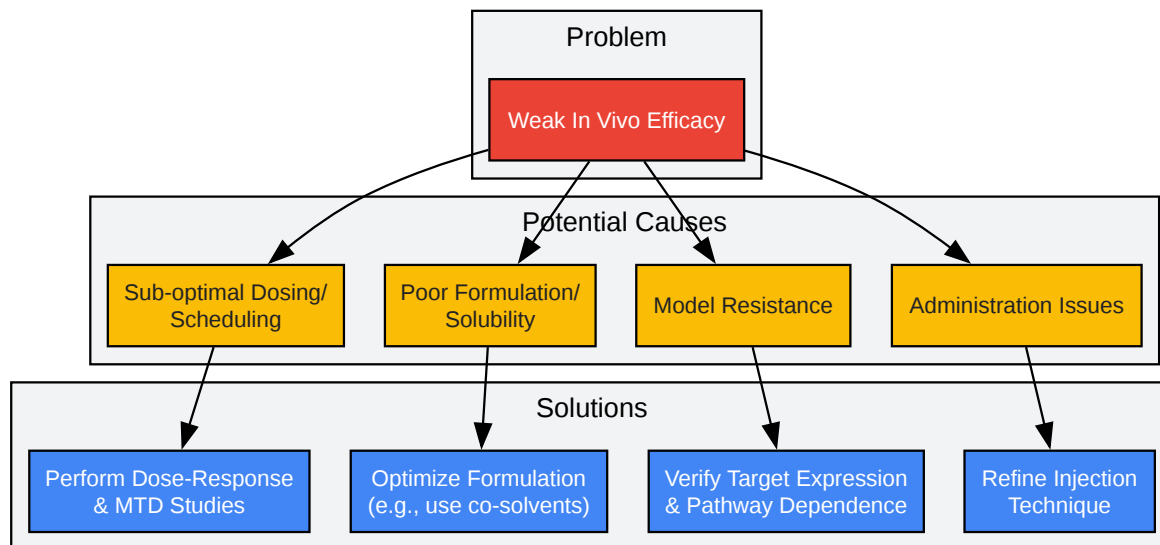 Problem
Weak In Vivo Efficacy
Potential Causes
Sub-optimal Dosing/
Scheduling
Poor Formulation/
Solubility
Model Resistance
Administration Issues
Solutions
Perform Dose-Response
& MTD Studies
Optimize Formulation
(e.g., use co-solvents)
Verify Target Expression
& Pathway Dependence
Refine Injection
Technique